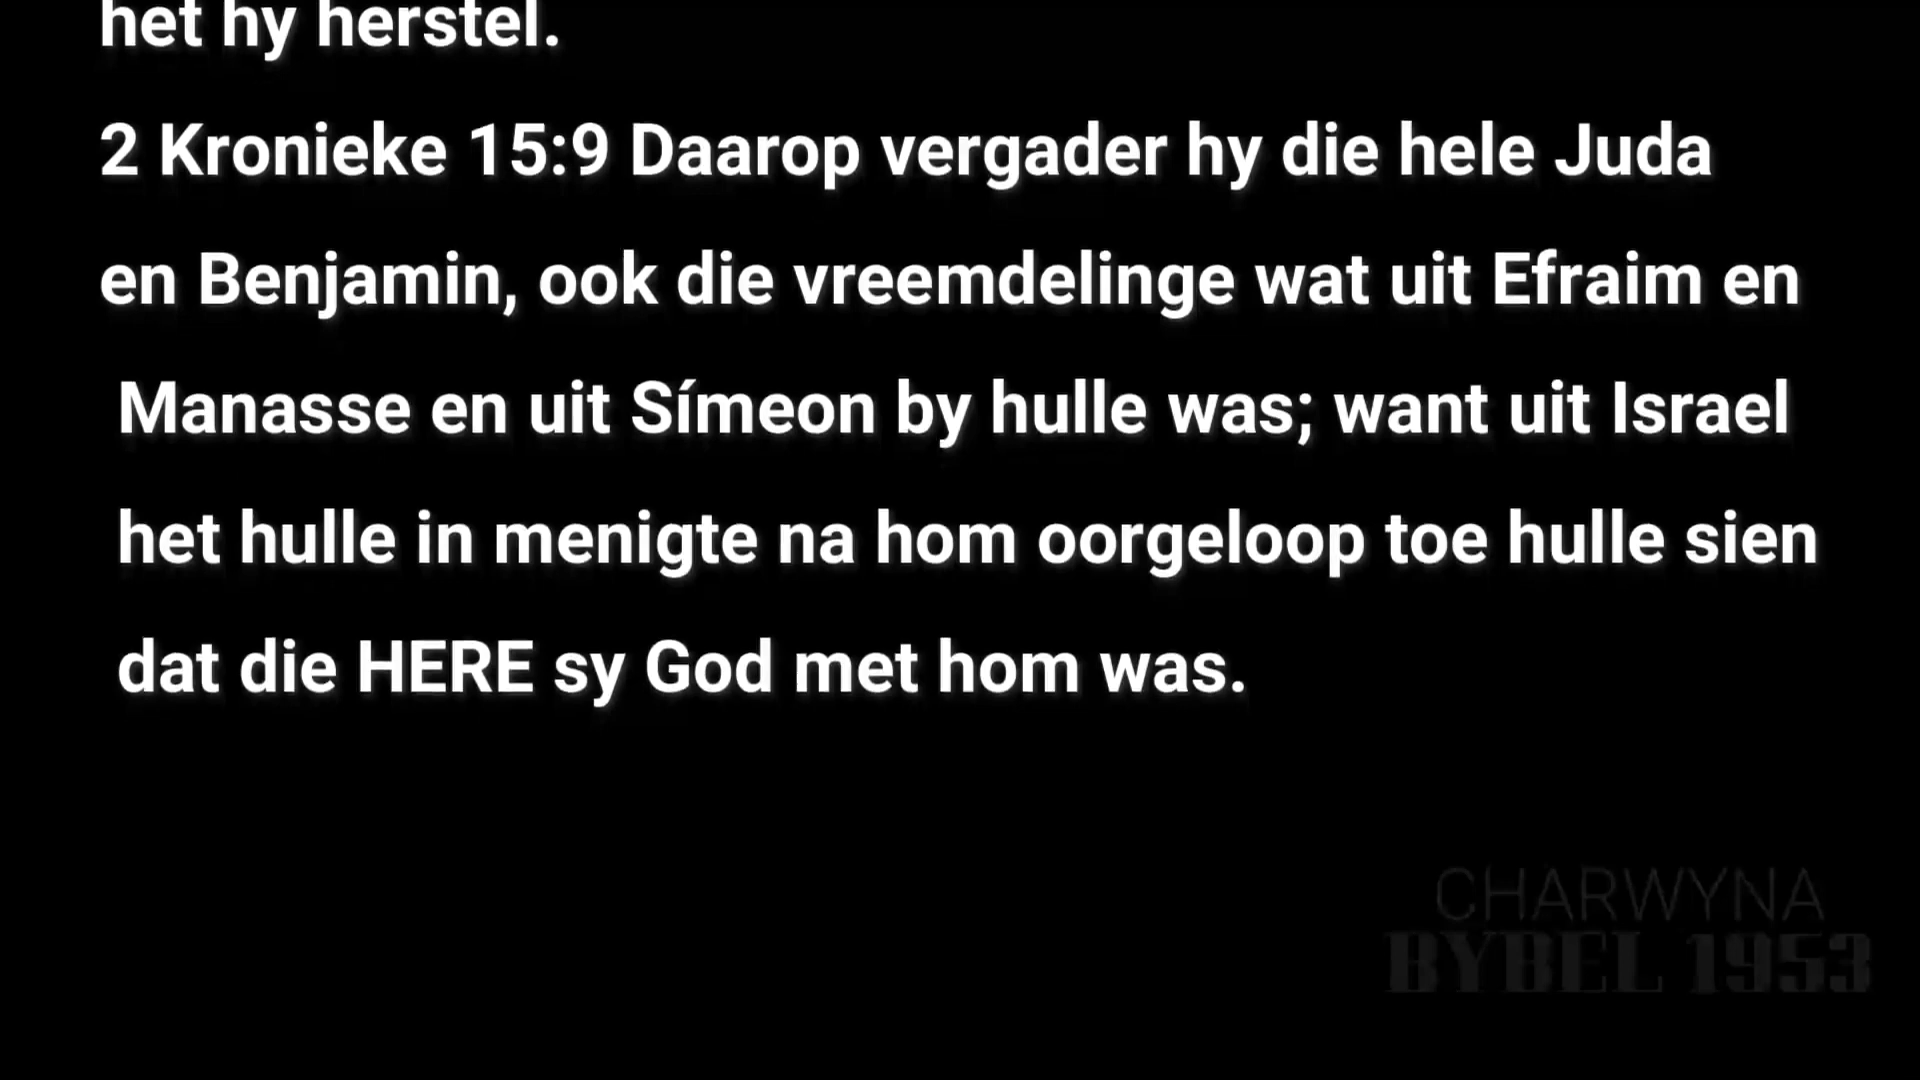 het hy herstel.
2 Kronieke 15:9 Daarop vergader hy die hele Juda
en Benjamin, ook die vreemdelinge wat uit Efraim en
Manasse en uit Símeon by hulle was; want uit Israel
het hulle in menigte na hom oorgeloop toe hulle sien
dat die HERE sy God met hom was.
CHARWYNA
BYBEL 1953